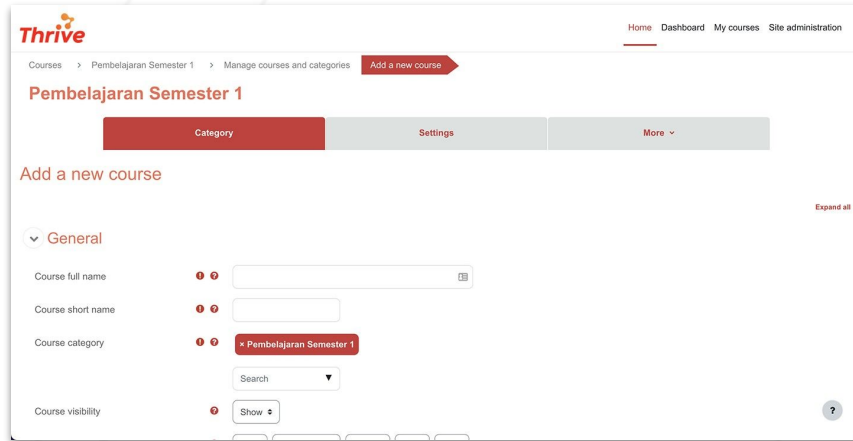 Thrive
Home Dashboard My courses Site administration
Courses > Pembelajaran Semester 1 > Manage courses and categories Add a new course
Pembelajaran Semester 1
Category Settings More
Add a new course
Expand all
General
Course full name
Course short name
Course category × Pembelajaran Semester 1
Search ▼
Course visibility Show
?